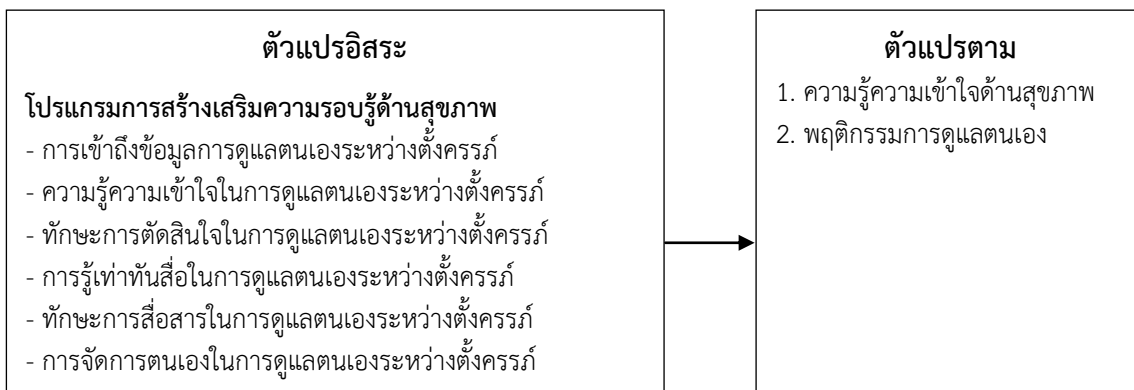 ตัวแปรอิสระ
โปรแกรมการสร้างเสริมความรอบรู้ด้านสุขภาพ
- การเข้าถึงข้อมูลการดูแลตนเองระหว่างตั้งครรภ์
- ความรู้ความเข้าใจในการดูแลตนเองระหว่างตั้งครรภ์
- ทักษะการตัดสินใจในการดูแลตนเองระหว่างตั้งครรภ์
- การรู้เท่าทันสื่อในการดูแลตนเองระหว่างตั้งครรภ์
- ทักษะการสื่อสารในการดูแลตนเองระหว่างตั้งครรภ์
- การจัดการตนเองในการดูแลตนเองระหว่างตั้งครรภ์
ตัวแปรตาม
1. ความรู้ความเข้าใจด้านสุขภาพ
2. พฤติกรรมการดูแลตนเอง